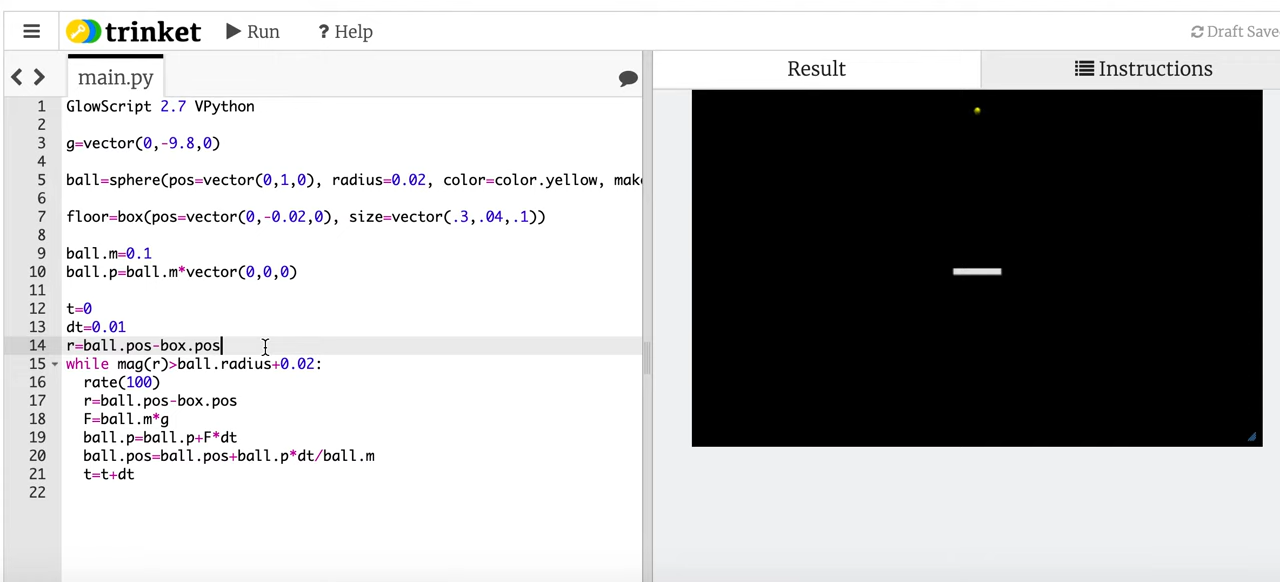 trinket Run ? Help Draft Save
main.py
Result Instructions
1 GlowScript 2.7 VPython
2
3 g=vector(0,-9.8,0)
4
5 ball=sphere(pos=vector(0,1,0), radius=0.02, color=color.yellow, mak
6
7 floor=box(pos=vector(0,-0.02,0), size=vector(.3,.04,.1))
8
9 ball.m=0.1
10 ball.p=ball.m*vector(0,0,0)
11
12 t=0
13 dt=0.01
14 r=ball.pos-box.pos
15 while mag(r)>ball.radius+0.02:
16 rate(100)
17 r=ball.pos-box.pos
18 F=ball.m*g
19 ball.p=ball.p+F*dt
20 ball.pos=ball.pos+ball.p*dt/ball.m
21 t=t+dt
22